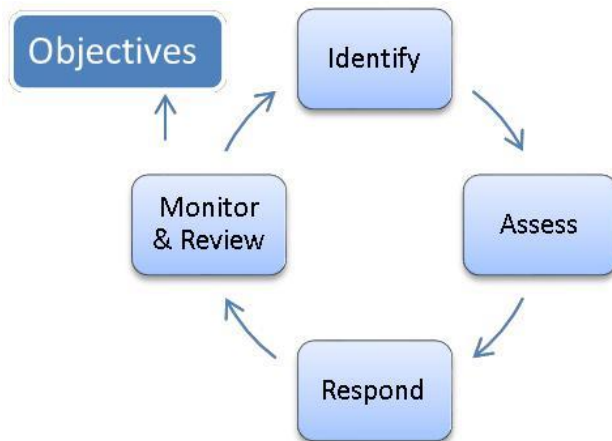 Objectives
Identify
Assess
Respond
Monitor
& Review